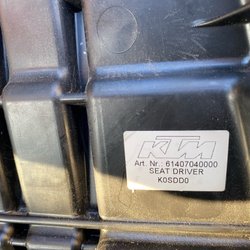 KTM
Art. Nr.: 61407040000
SEAT DRIVER
K0SDD0